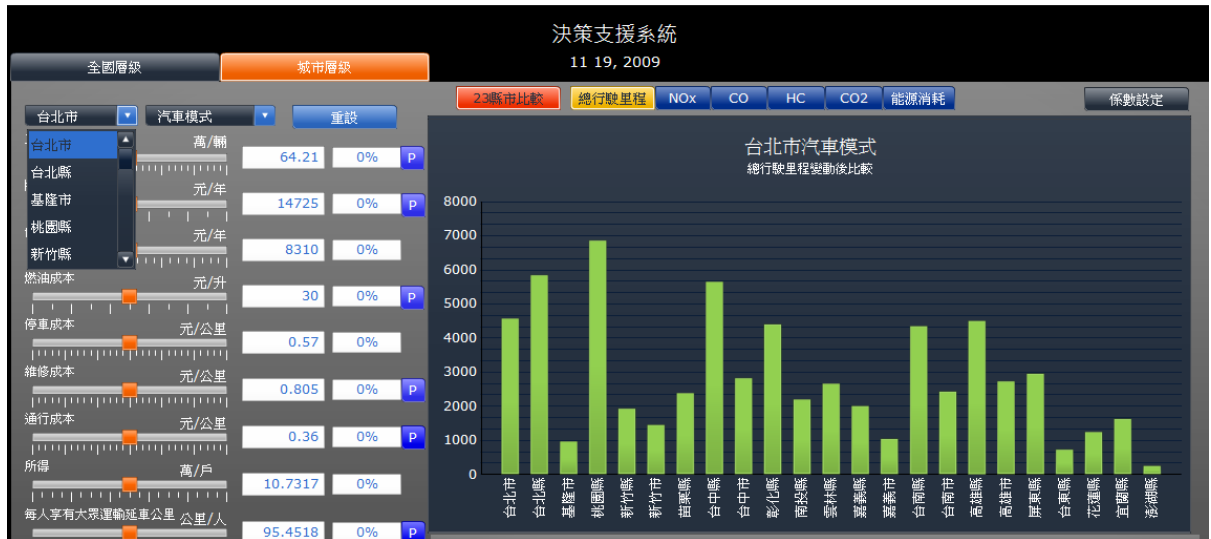 決策支援系統
11 19, 2009
全國層級 城市層級
23縣市比較 總行駛里程 NOx CO HC CO2 能源消耗 係數設定
台北市 汽車模式 重設
台北市
台北縣
基隆市
桃園縣
新竹縣
萬/輛 64.21 0% P
元/年 14725 0% P
元/年 8310 0%
燃油成本 元/升 30 0% P
停車成本 元/公里 0.57 0%
維修成本 元/公里 0.805 0% P
通行成本 元/公里 0.36 0% P
所得 萬/戶 10.7317 0%
每人享有大眾運輸延車公里 公里/人 95.4518 0% P
台北市汽車模式
總行駛里程變動後比較
8000
7000
6000
5000
4000
3000
2000
1000
0
台北市 台北縣 基隆市 桃園縣 新竹縣 新竹市 苗栗縣 台中縣 台中市 彰化縣 南投縣 雲林縣 嘉義縣 嘉義市 台南縣 台南市 高雄縣 高雄市 屏東縣 台東縣 花蓮縣 宜蘭縣 澎湖縣